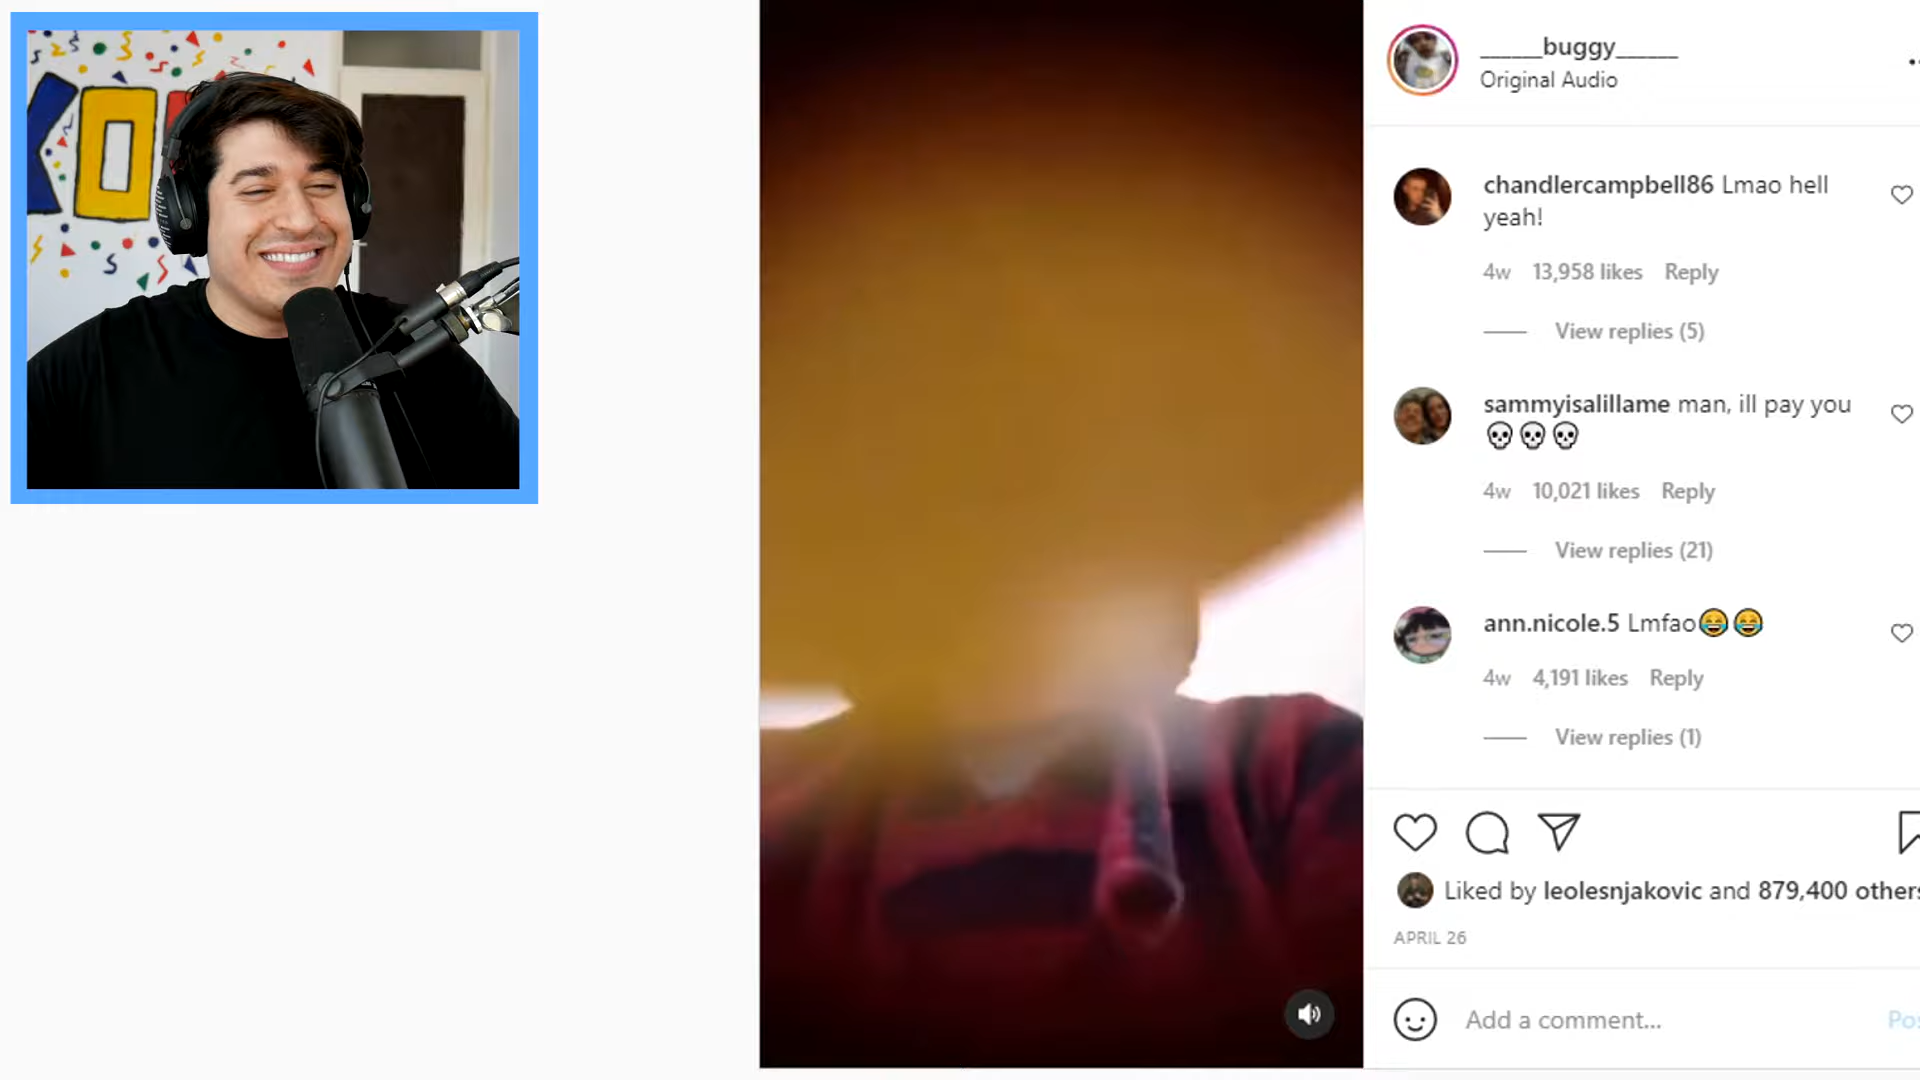 KO
______buggy______
Original Audio
chandlercampbell86 Lmao hell
yeah!
4w 13,958 likes Reply
View replies (5)
sammyisalillame man, ill pay you
💀💀💀
4w 10,021 likes Reply
View replies (21)
ann.nicole.5 Lmfao😂😂
4w 4,191 likes Reply
View replies (1)
Liked by leolesnjakovic and 879,400 others
APRIL 26
Add a comment...